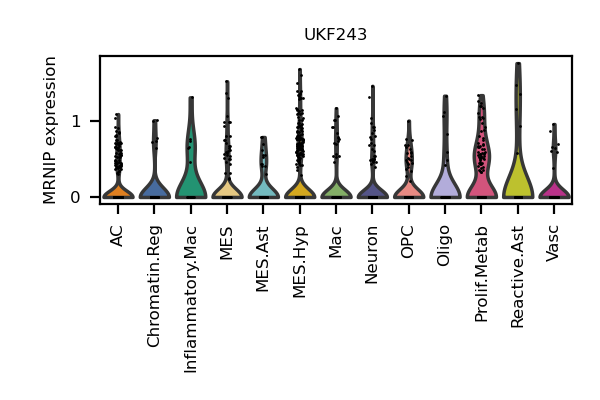 UKF243
MRNIP expression
1
0
AC
Chromatin.Reg
Inflammatory.Mac
MES
MES.Ast
MES.Hyp
Mac
Neuron
OPC
Oligo
Prolif.Metab
Reactive.Ast
Vasc